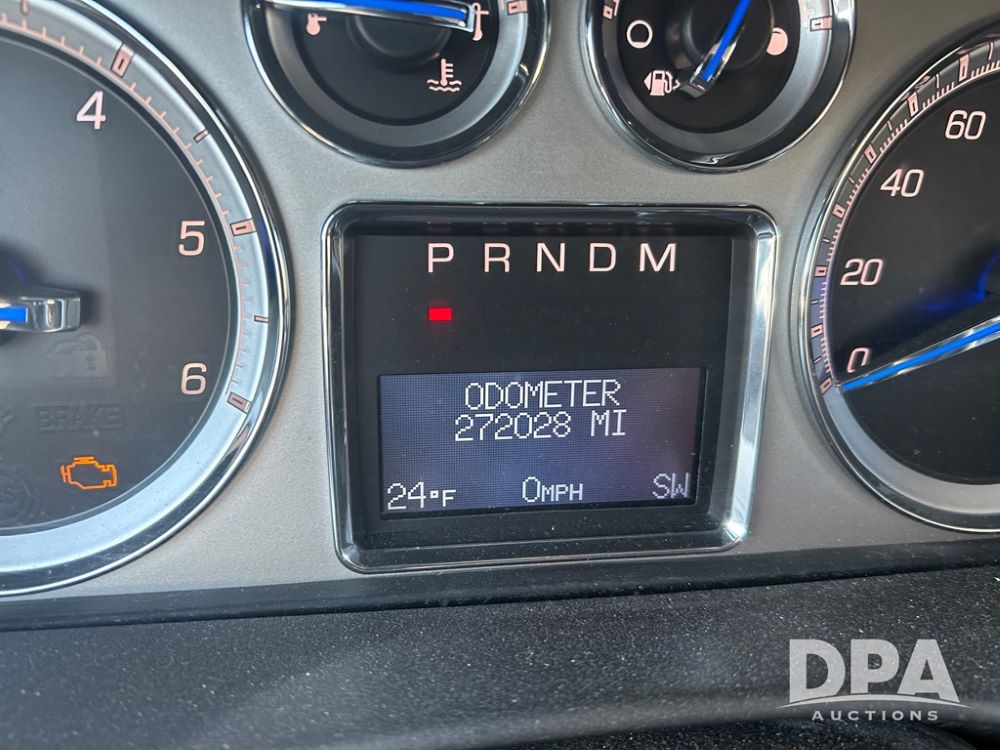 4
5
6
BRAKE
60
40
20
0
P R N D M
ODOMETER
272028 MI
24°F 0MPH SW
DPA
AUCTIONS